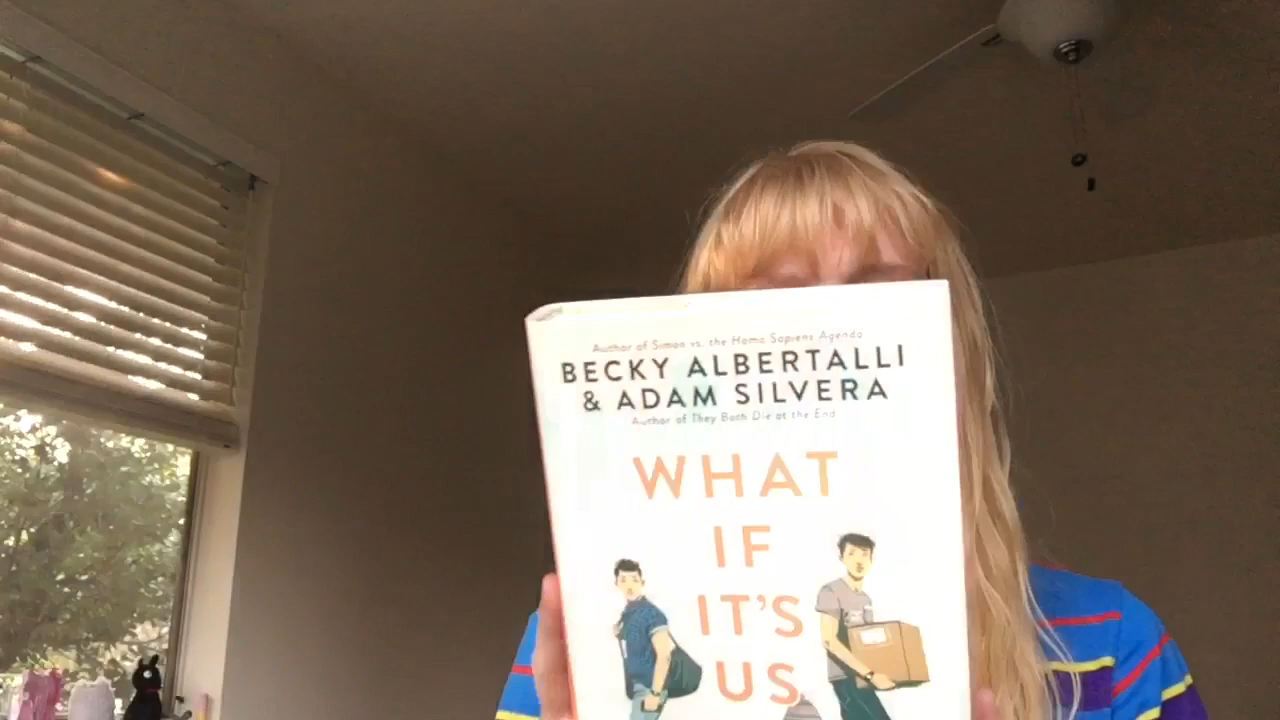 Author of Simon vs. the Homo Sapiens Agenda
BECKY ALBERTALLI
& ADAM SILVERA
Author of They Both Die at the End
WHAT
IF
IT'S
US